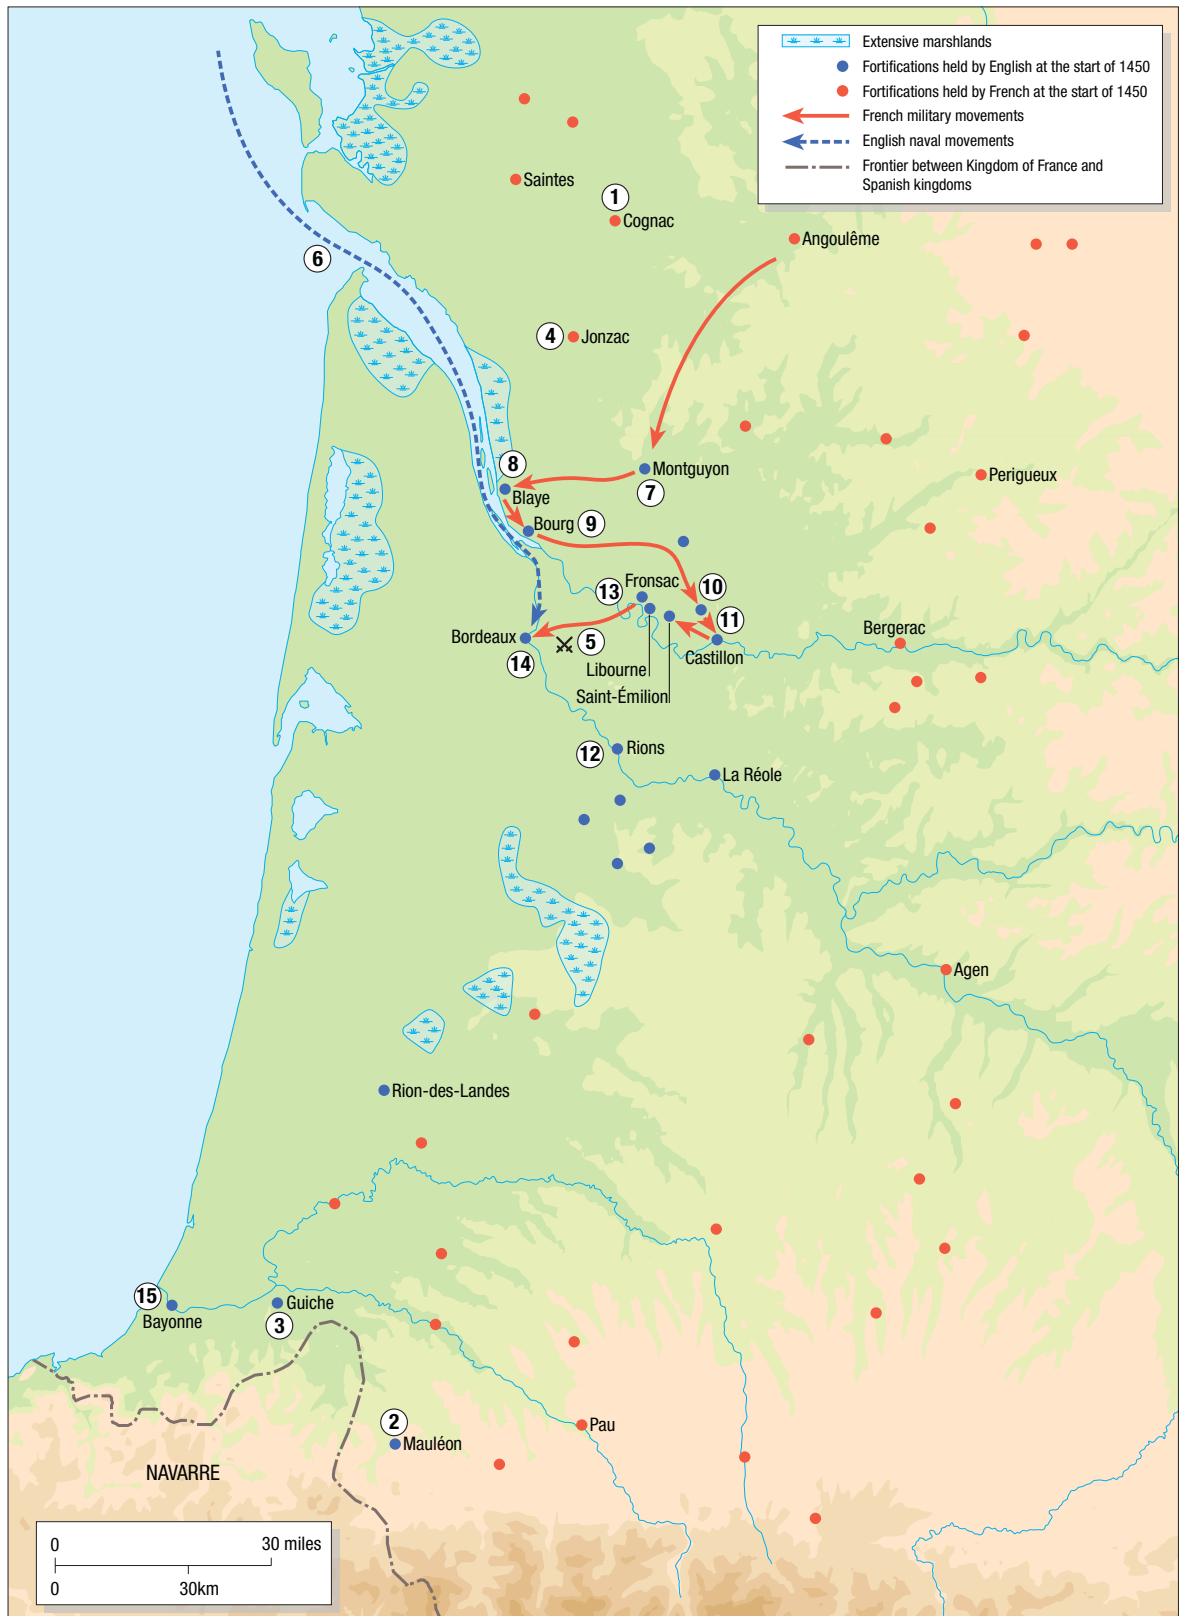 Extensive marshlands
Fortifications held by English at the start of 1450
Fortifications held by French at the start of 1450
French military movements
English naval movements
Frontier between Kingdom of France and
Spanish kingdoms
Saintes
1
Cognac
Angoulême
6
4
Jonzac
8
Montguyon
Blaye
7
Perigueux
Bourg
9
Fronsac
13
10
11
Bergerac
Bordeaux
5
14
Libourne
Castillon
Saint-Émilion
12
Rions
La Réole
Agen
Rion-des-Landes
15
Bayonne
Guiche
3
2
Mauléon
Pau
NAVARRE
0
30 miles
0
30km